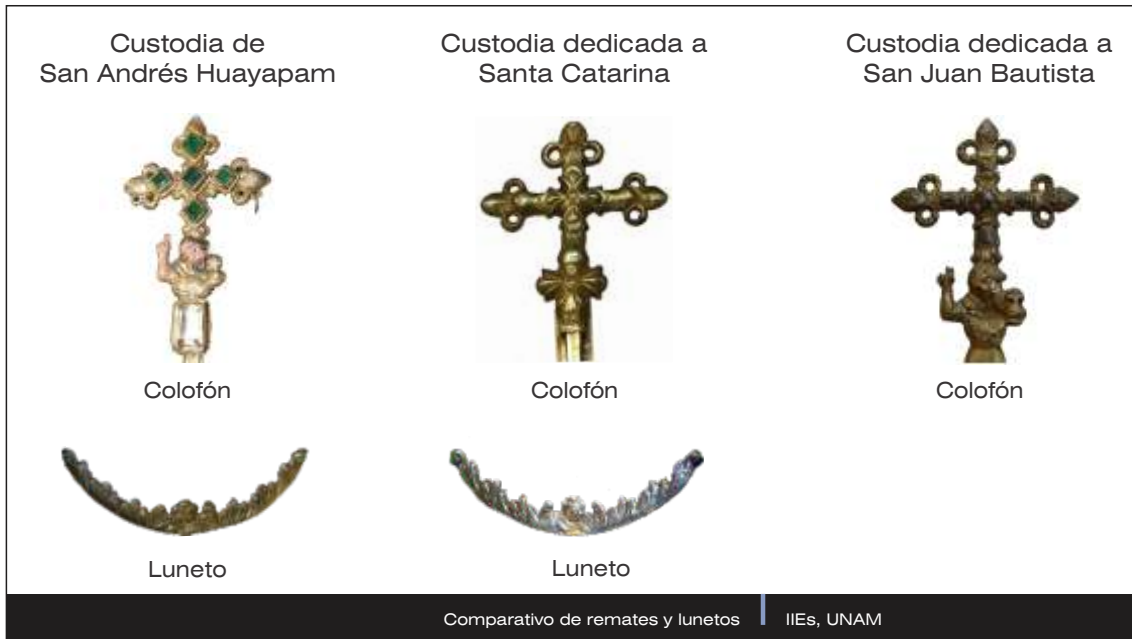 Custodia de
San Andrés Huayapam
Colofón
Luneto
Custodia dedicada a
Santa Catarina
Colofón
Luneto
Custodia dedicada a
San Juan Bautista
Colofón
Comparativo de remates y lunetos
IIEs, UNAM